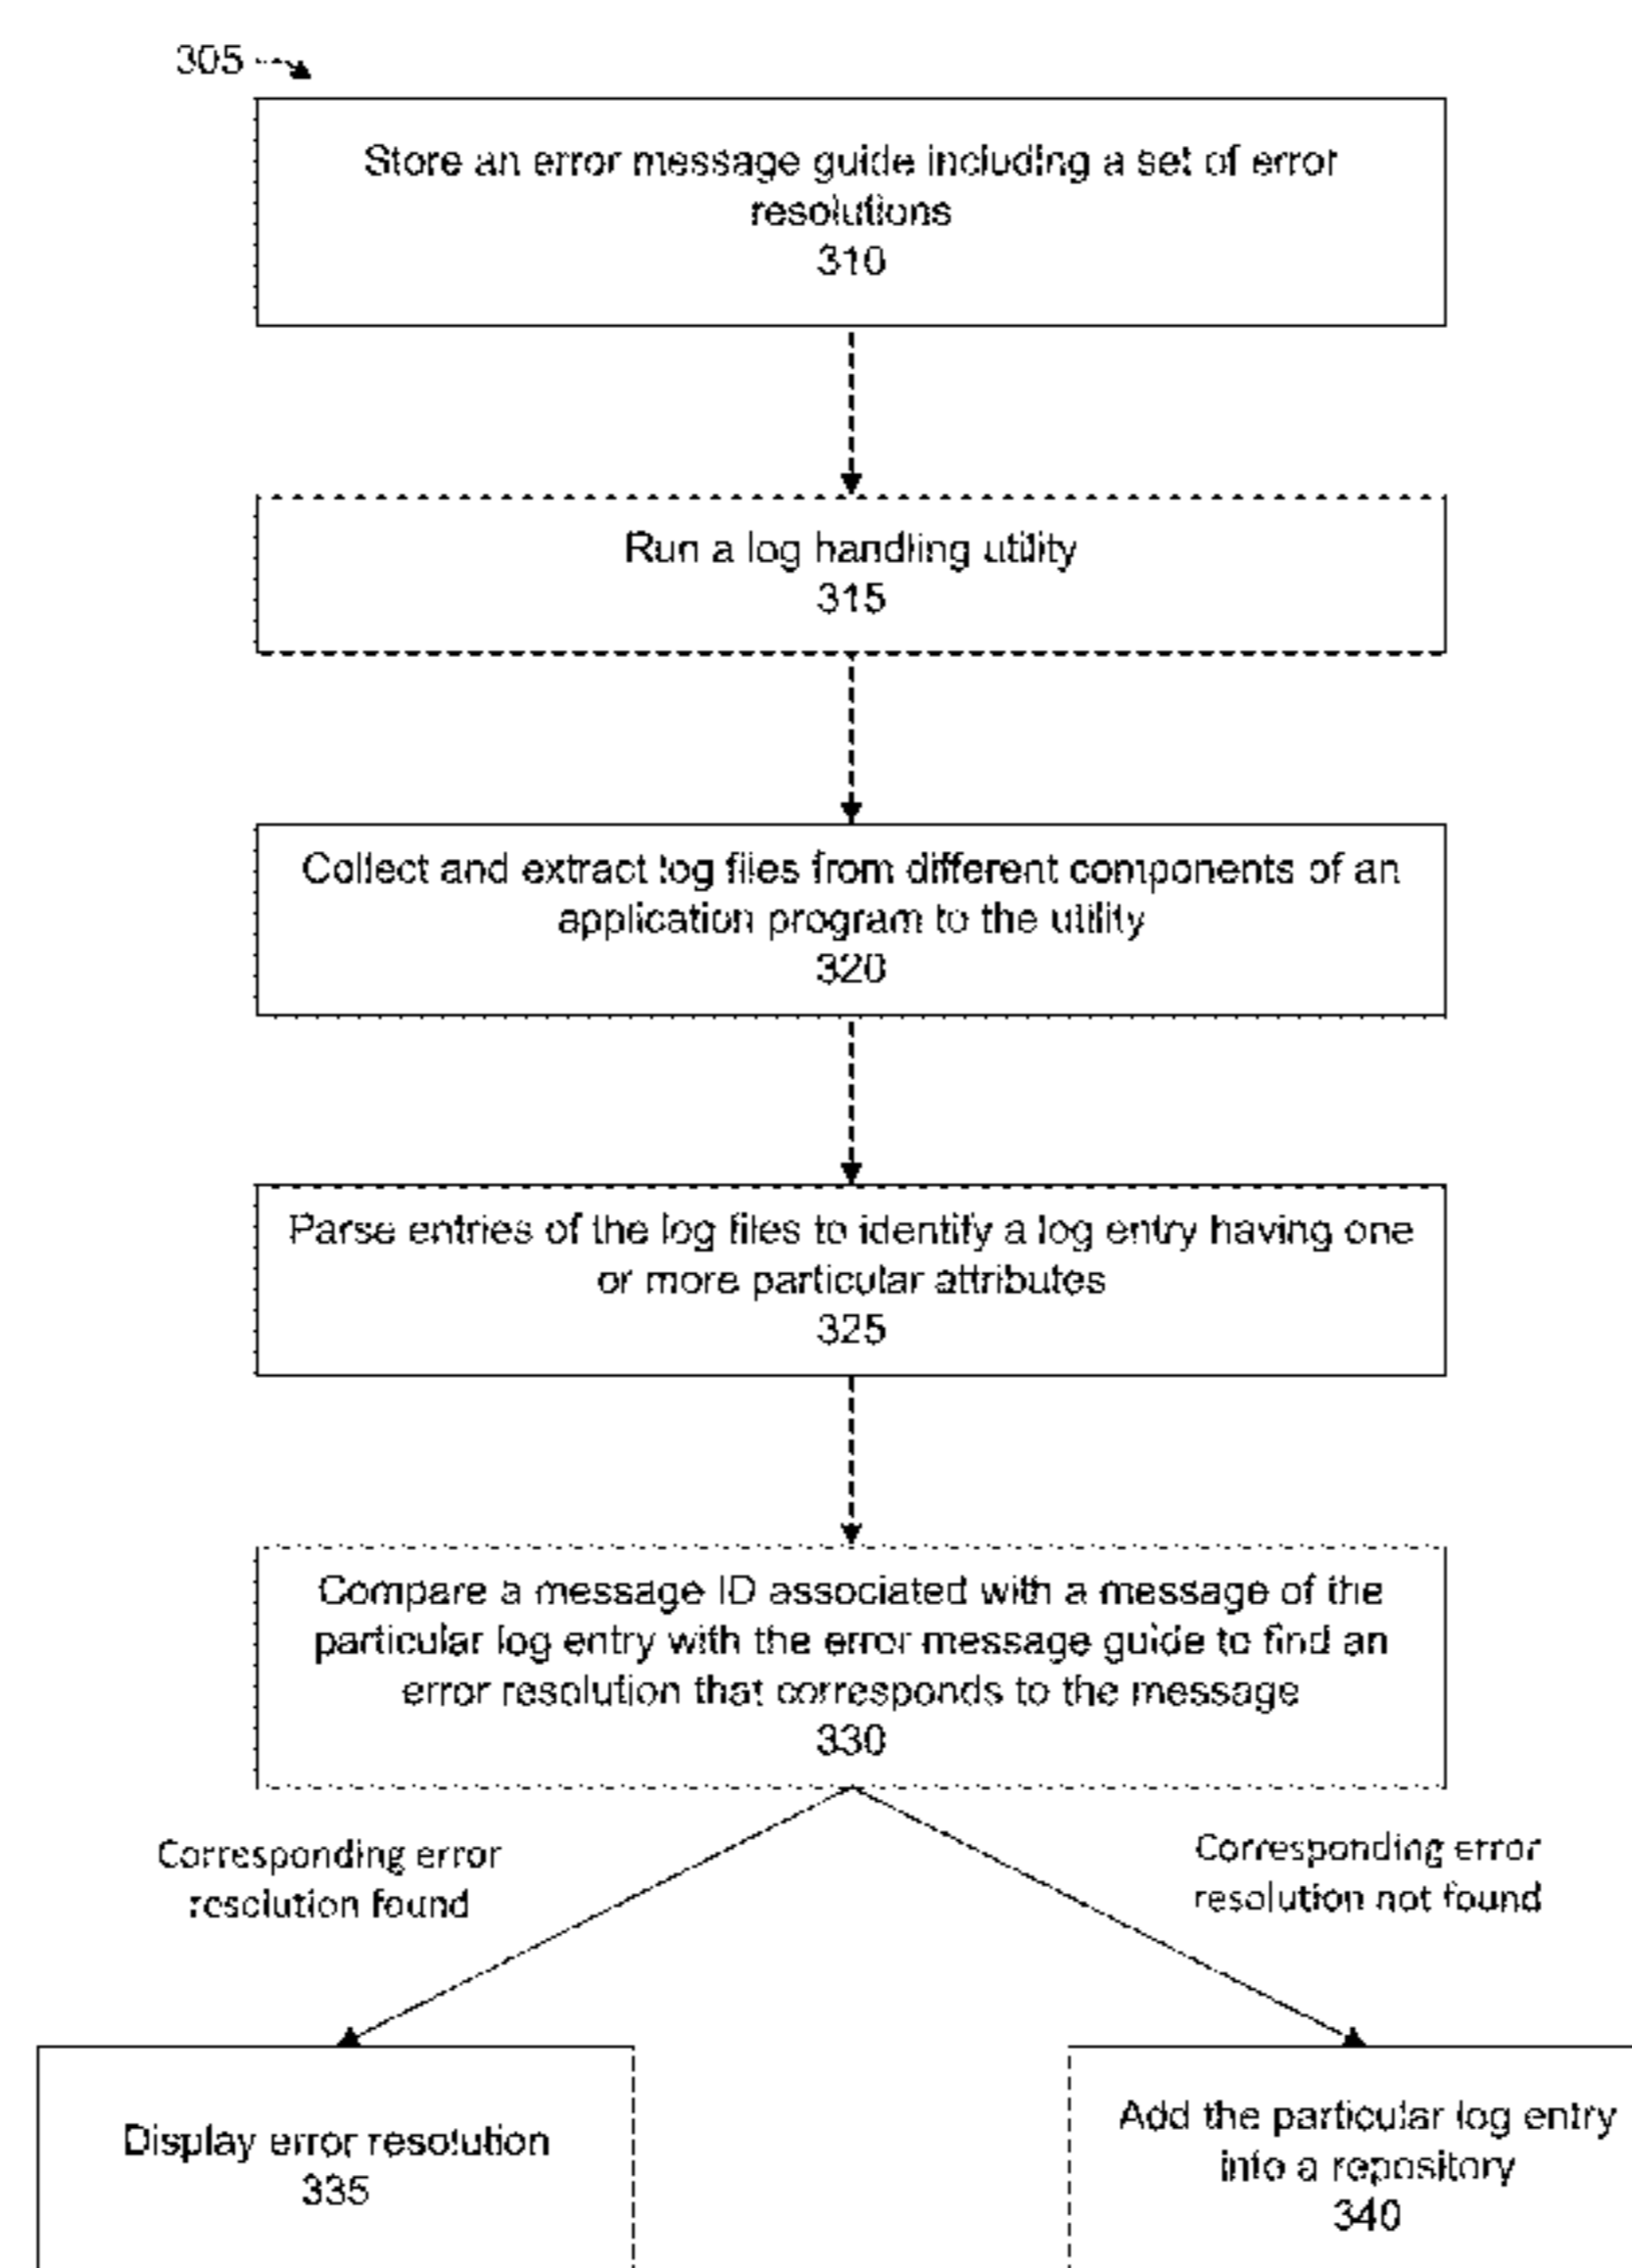 305
Store an error message guide including a set of error
resolutions
310
Run a log handling utility
315
Collect and extract log files from different components of an
application program to the utility
320
Parse entries of the log files to identify a log entry having one
or more particular attributes
325
Compare a message ID associated with a message of the
particular log entry with the error message guide to find an
error resolution that corresponds to the message
330
Corresponding error
resolution found
Corresponding error
resolution not found
Display error resolution
335
Add the particular log entry
into a repository
340